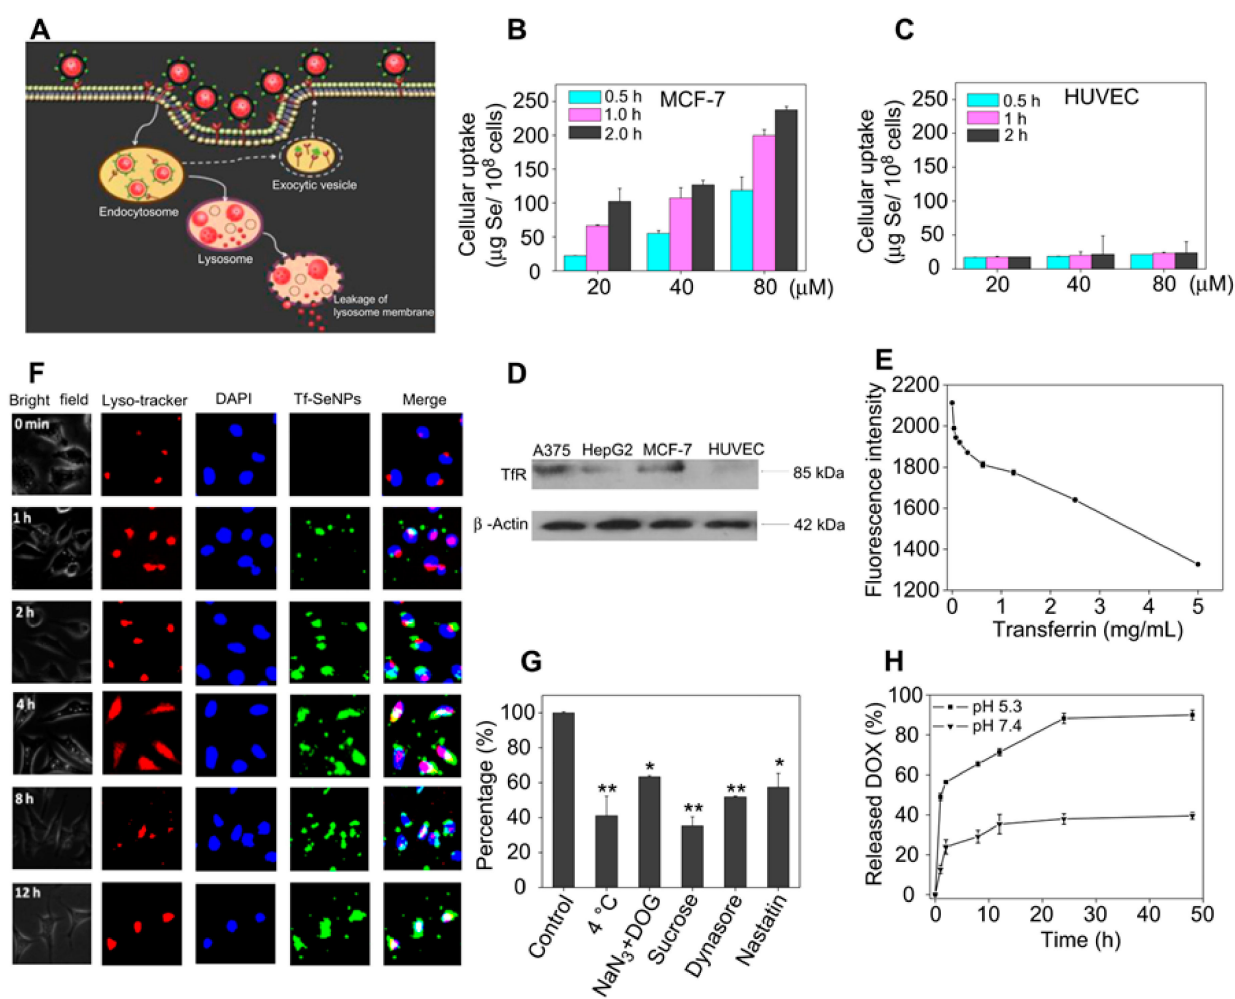 A
Exocytic vesicle
Endocytosome
Lysosome
Leakage of
lysosome membrane
B
Cellular uptake
(μg Se/ 10⁸ cells)
MCF-7
0.5 h
1.0 h
2.0 h
250
200
150
100
50
0
20 40 80 (μM)
C
Cellular uptake
(μg Se/ 10⁸ cells)
HUVEC
0.5 h
1 h
2 h
250
200
150
100
50
0
20 40 80 (μM)
F
Bright field Lyso-tracker DAPI Tf-SeNPs Merge
0 min
1 h
2 h
4 h
8 h
12 h
D
A375 HepG2 MCF-7 HUVEC
TfR 85 kDa
β -Actin 42 kDa
E
Fluorescence intensity
2200
2000
1800
1600
1400
1200
0 1 2 3 4 5
Transferrin (mg/mL)
G
Percentage (%)
100
80
60
40
20
0
** * ** ** *
Control
4 °C
NaN₃+DOG
Sucrose
Dynasore
Nastatin
H
Released DOX (%)
pH 5.3
pH 7.4
100
80
60
40
20
0
0 10 20 30 40 50
Time (h)